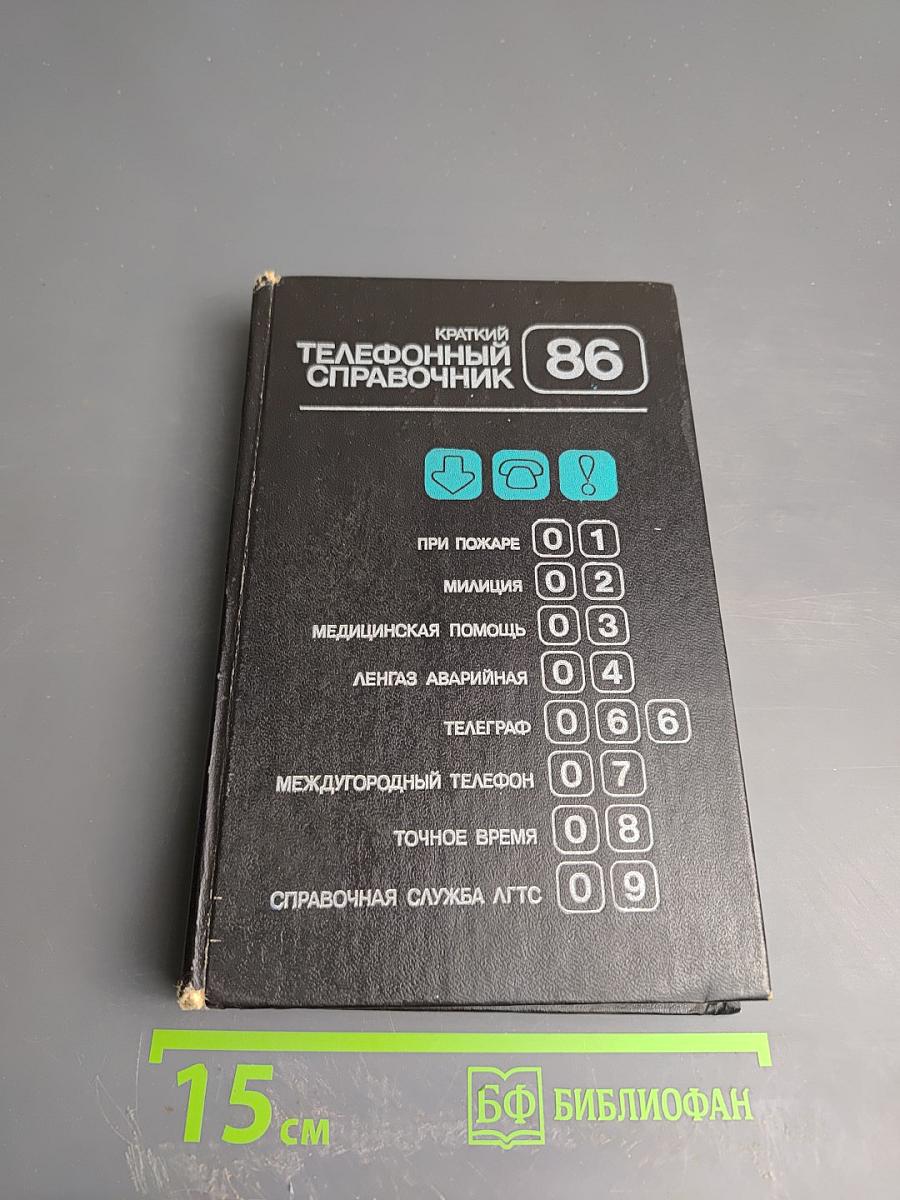 КРАТКИЙ
ТЕЛЕФОННЫЙ
СПРАВОЧНИК 86
ПРИ ПОЖАРЕ 01
МИЛИЦИЯ 02
МЕДИЦИНСКАЯ ПОМОЩЬ 03
ЛЕНГАЗ АВАРИЙНАЯ 04
ТЕЛЕГРАФ 066
МЕЖДУГОРОДНЫЙ ТЕЛЕФОН 07
ТОЧНОЕ ВРЕМЯ 08
СПРАВОЧНАЯ СЛУЖБА ЛГТС 09
15 см
БФ БИБЛИОФАН